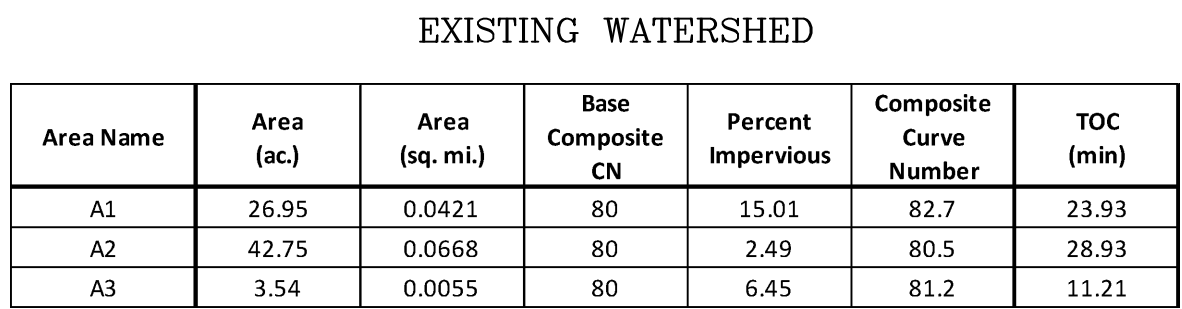 EXISTING WATERSHED
Area Name Area (ac.) Area (sq. mi.) Base Composite CN Percent Impervious Composite Curve Number TOC (min)
A1 26.95 0.0421 80 15.01 82.7 23.93
A2 42.75 0.0668 80 2.49 80.5 28.93
A3 3.54 0.0055 80 6.45 81.2 11.21